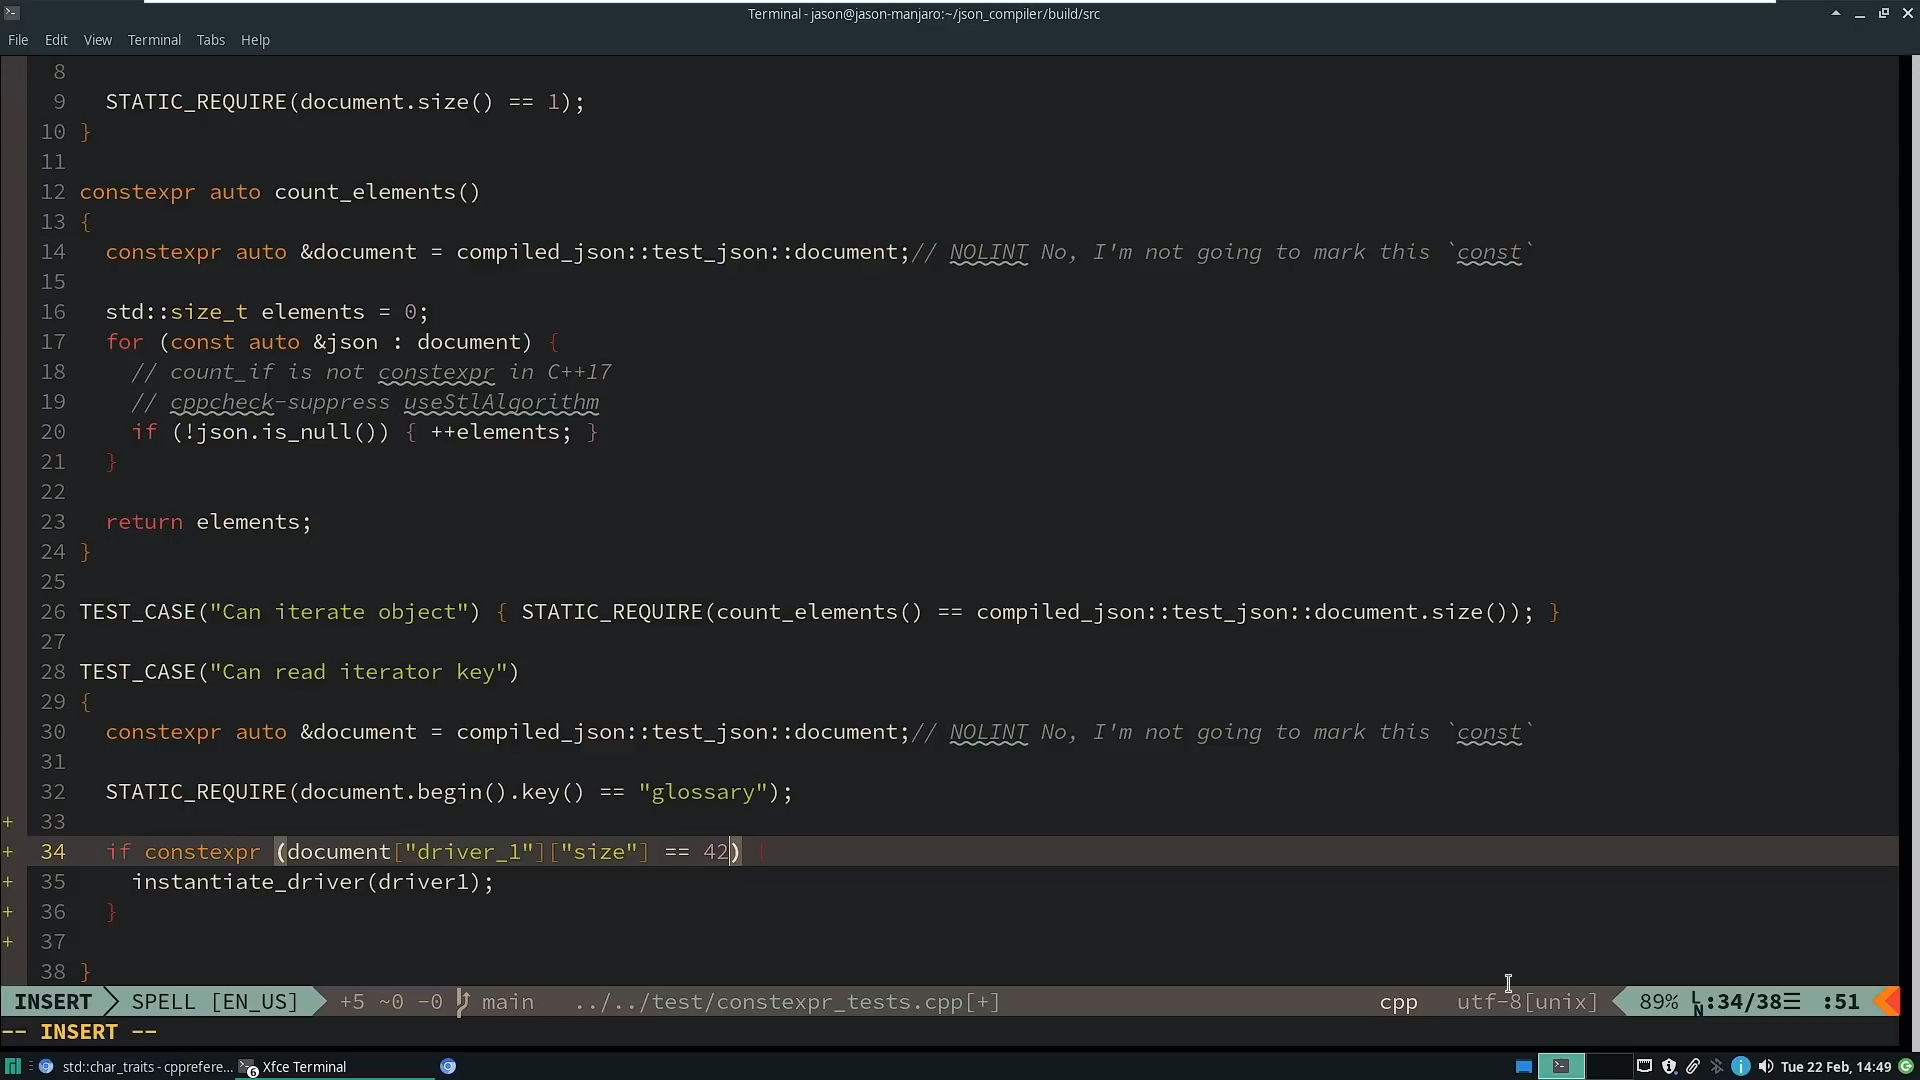 Terminal - jason@jason-manjaro:~/json_compiler/build/src
File Edit View Terminal Tabs Help
8
9 STATIC_REQUIRE(document.size() == 1);
10 }
11
12 constexpr auto count_elements()
13 {
14 constexpr auto &document = compiled_json::test_json::document;// NOLINT No, I'm not going to mark this `const`
15
16 std::size_t elements = 0;
17 for (const auto &json : document) {
18 // count_if is not constexpr in C++17
19 // cppcheck-suppress useStlAlgorithm
20 if (!json.is_null()) { ++elements; }
21 }
22
23 return elements;
24 }
25
26 TEST_CASE("Can iterate object") { STATIC_REQUIRE(count_elements() == compiled_json::test_json::document.size()); }
27
28 TEST_CASE("Can read iterator key")
29 {
30 constexpr auto &document = compiled_json::test_json::document;// NOLINT No, I'm not going to mark this `const`
31
32 STATIC_REQUIRE(document.begin().key() == "glossary");
+ 33
+ 34 if constexpr (document["driver_1"]["size"] == 42) {
+ 35 instantiate_driver(driver1);
+ 36 }
+ 37
38 }
INSERT SPELL [EN_US] +5 ~0 -0 main ../../test/constexpr_tests.cpp[+] cpp utf-8[unix] 89% LN:34/38☰ :51
-- INSERT --
std::char_traits - cpprefere... 6 Xfce Terminal Tue 22 Feb, 14:49